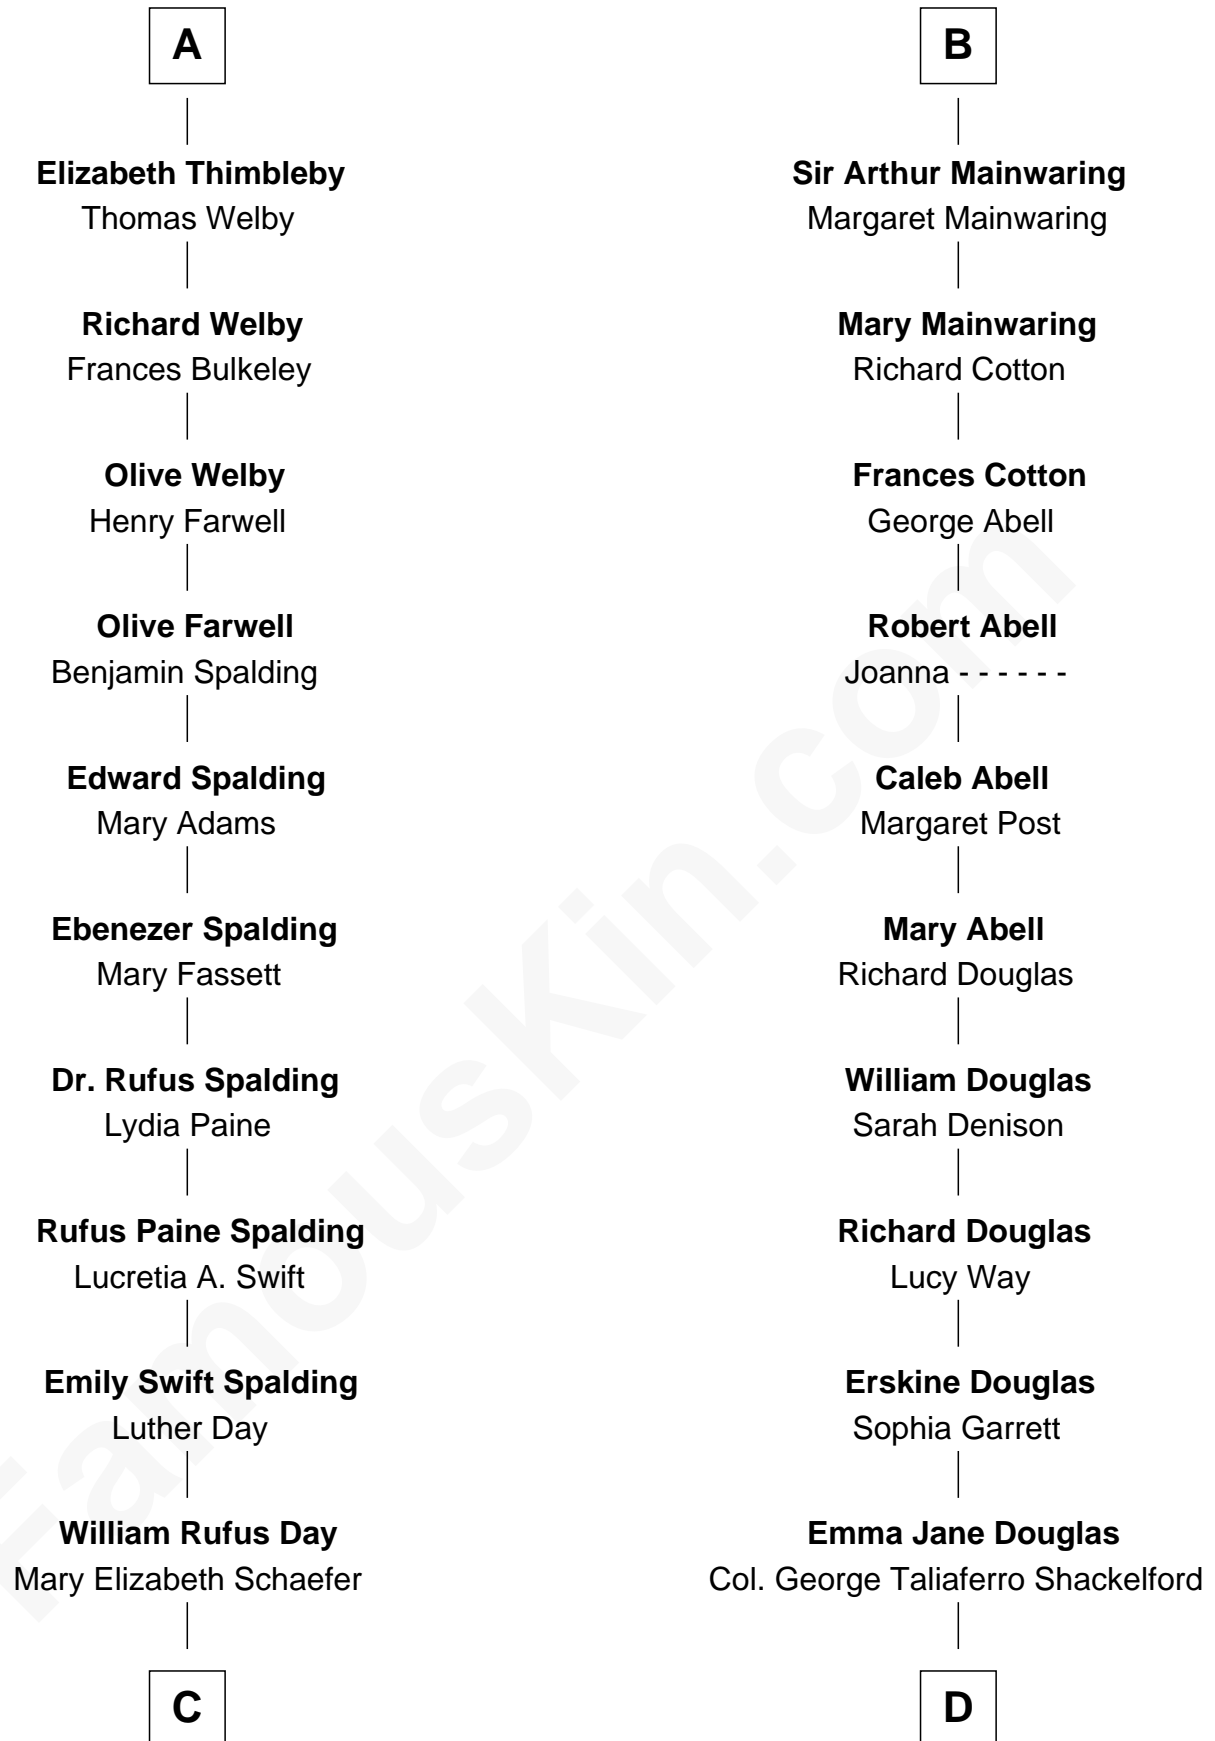 A
Elizabeth Thimbleby
Thomas Welby
Richard Welby
Frances Bulkeley
Olive Welby
Henry Farwell
Olive Farwell
Benjamin Spalding
Edward Spalding
Mary Adams
Ebenezer Spalding
Mary Fassett
Dr. Rufus Spalding
Lydia Paine
Rufus Paine Spalding
Lucretia A. Swift
Emily Swift Spalding
Luther Day
William Rufus Day
Mary Elizabeth Schaefer
C
B
Sir Arthur Mainwaring
Margaret Mainwaring
Mary Mainwaring
Richard Cotton
Frances Cotton
George Abell
Robert Abell
Joanna - - - - - -
Caleb Abell
Margaret Post
Mary Abell
Richard Douglas
William Douglas
Sarah Denison
Richard Douglas
Lucy Way
Erskine Douglas
Sophia Garrett
Emma Jane Douglas
Col. George Taliaferro Shackelford
D
FamousKin.com